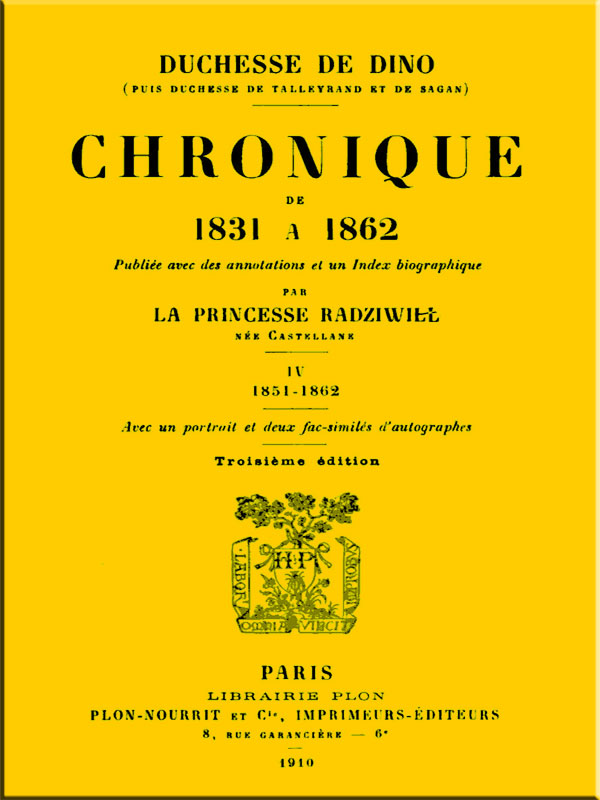 DUCHESSE DE DINO
(PUIS DUCHESSE DE TALLEYRAND ET DE SAGAN)
CHRONIQUE
DE
1831 A 1862
Publiée avec des annotations et un Index biographique
PAR
LA PRINCESSE RADZIWIŁŁ
NÉE CASTELLANE
IV
1851-1862
Avec un portrait et deux fac-similés d'autographes
Troisième édition
H P
LABOR
OMNIA VINCIT
IMPROBVS
PARIS
LIBRAIRIE PLON
PLON-NOURRIT ET Cie, IMPRIMEURS-ÉDITEURS
8, RUE GARANCIÈRE — 6e
1910